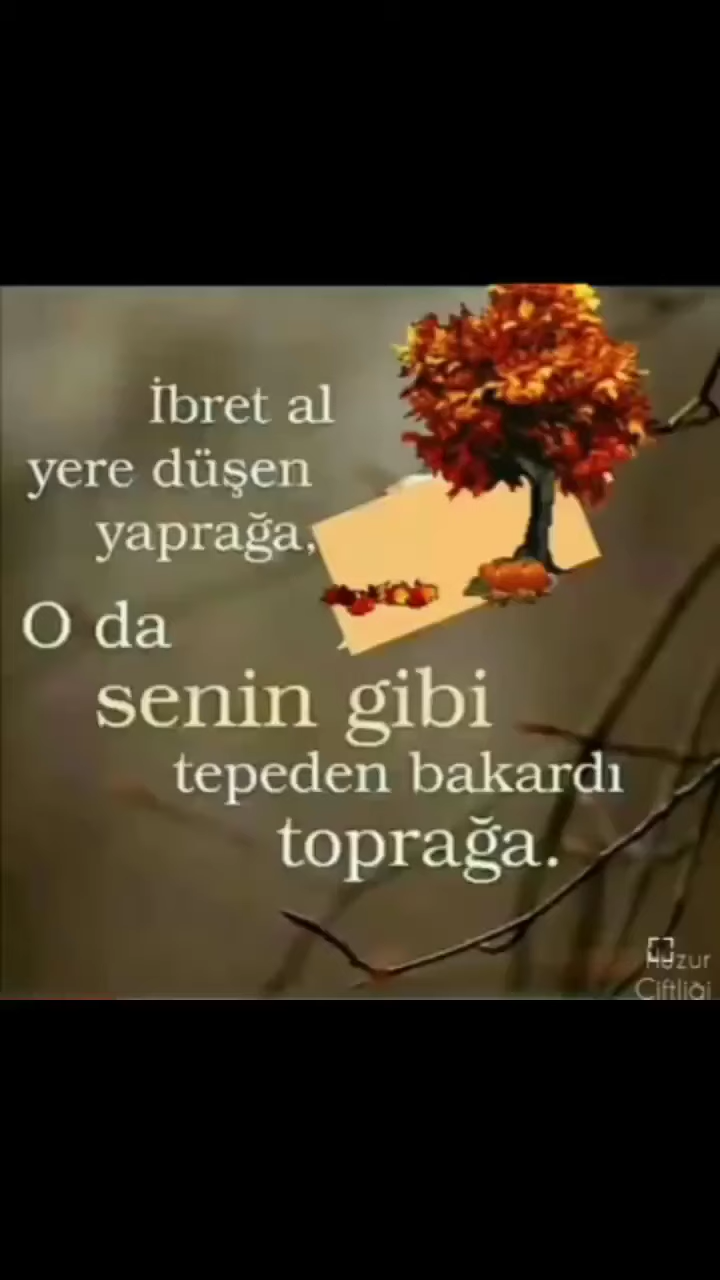 İbret al
yere düşen
yaprağa,
O da
senin gibi
tepeden bakardı
toprağa.
Huzur
Çiftliği